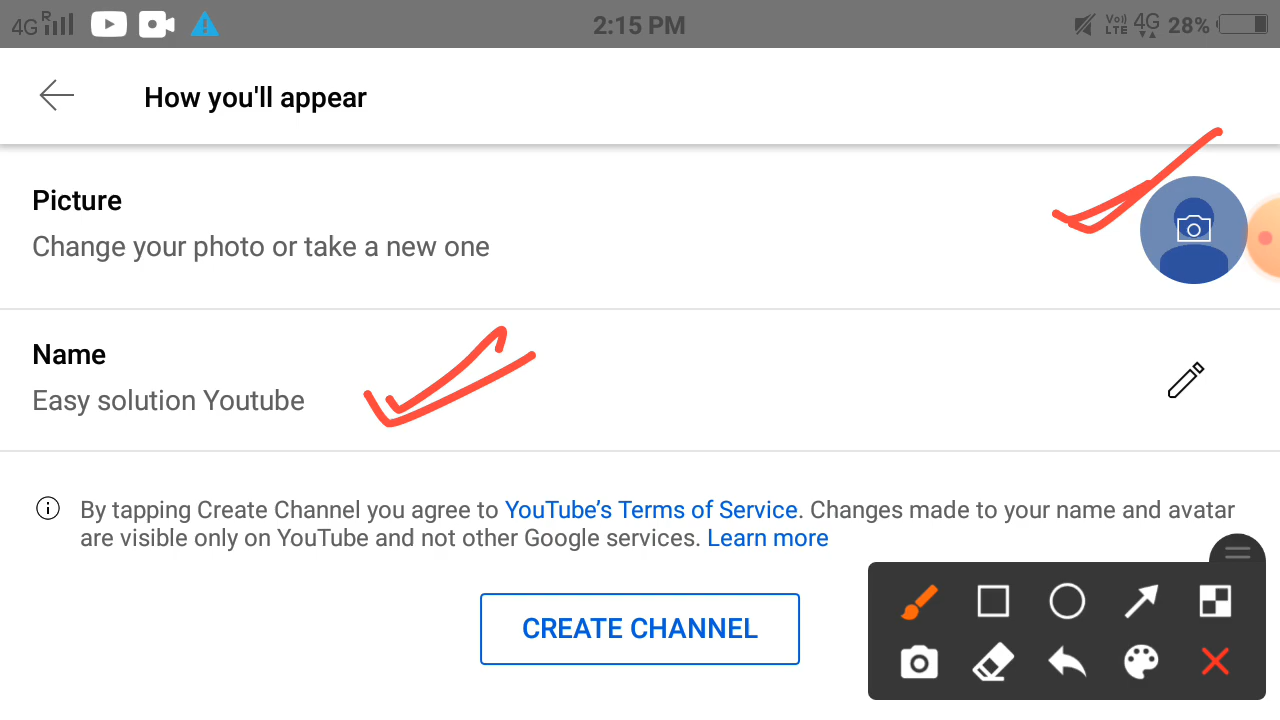 4G R 2:15 PM Vo)) LTE 4G 28%
How you'll appear
Picture
Change your photo or take a new one
Name
Easy solution Youtube
By tapping Create Channel you agree to YouTube’s Terms of Service. Changes made to your name and avatar
are visible only on YouTube and not other Google services. Learn more
CREATE CHANNEL